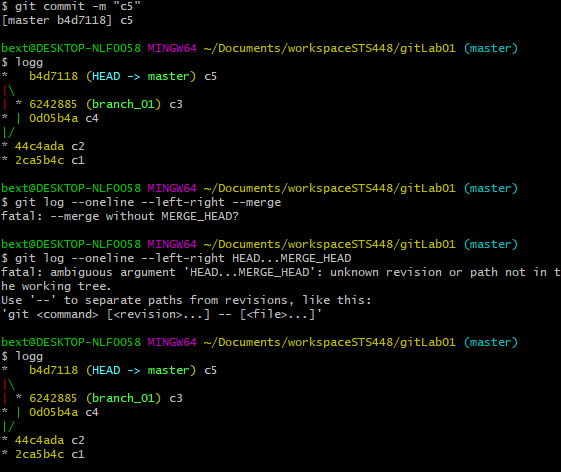 $ git commit -m "c5"
[master b4d7118] c5

bext@DESKTOP-NLFOO58 MINGW64 ~/Documents/workspaceSTS448/gitLab01 (master)
$ logg
*   b4d7118 (HEAD -> master) c5
|\
| * 6242885 (branch_01) c3
* | 0d05b4a c4
|/
* 44c4ada c2
* 2ca5b4c c1

bext@DESKTOP-NLFOO58 MINGW64 ~/Documents/workspaceSTS448/gitLab01 (master)
$ git log --oneline --left-right --merge
fatal: --merge without MERGE_HEAD?

bext@DESKTOP-NLFOO58 MINGW64 ~/Documents/workspaceSTS448/gitLab01 (master)
$ git log --oneline --left-right HEAD...MERGE_HEAD
fatal: ambiguous argument 'HEAD...MERGE_HEAD': unknown revision or path not in t
he working tree.
Use '--' to separate paths from revisions, like this:
'git <command> [<revision>...] -- [<file>...]'

bext@DESKTOP-NLFOO58 MINGW64 ~/Documents/workspaceSTS448/gitLab01 (master)
$ logg
*   b4d7118 (HEAD -> master) c5
|\
| * 6242885 (branch_01) c3
* | 0d05b4a c4
|/
* 44c4ada c2
* 2ca5b4c c1